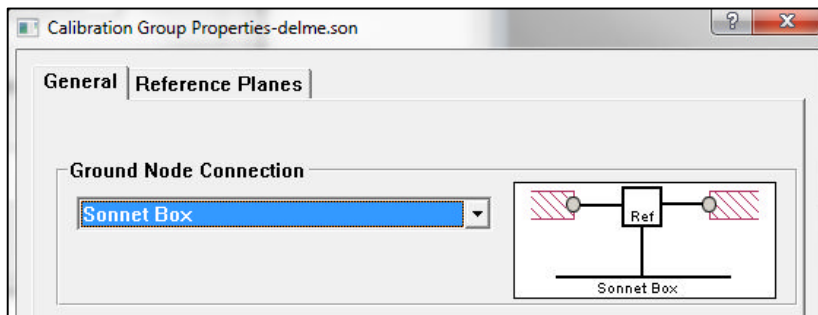 Calibration Group Properties-delme.son
General Reference Planes
Ground Node Connection
Sonnet Box
Ref
Sonnet Box